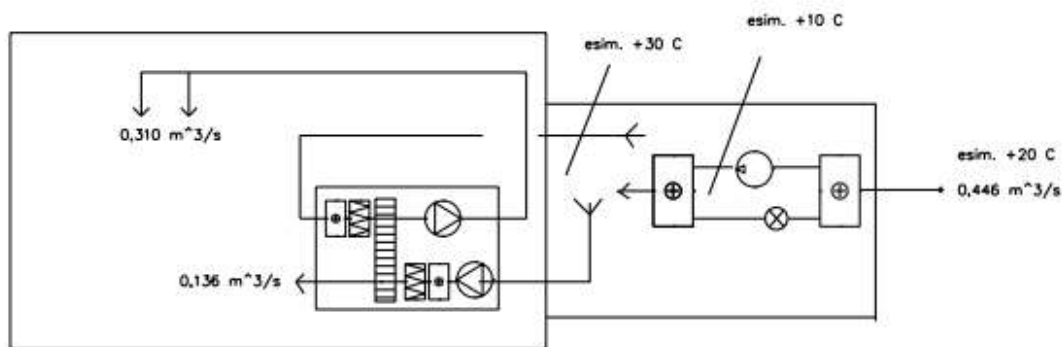 esim. +10 C
esim. +30 C
0,310 m^3/s
esim. +20 C
0,446 m^3/s
0,136 m^3/s